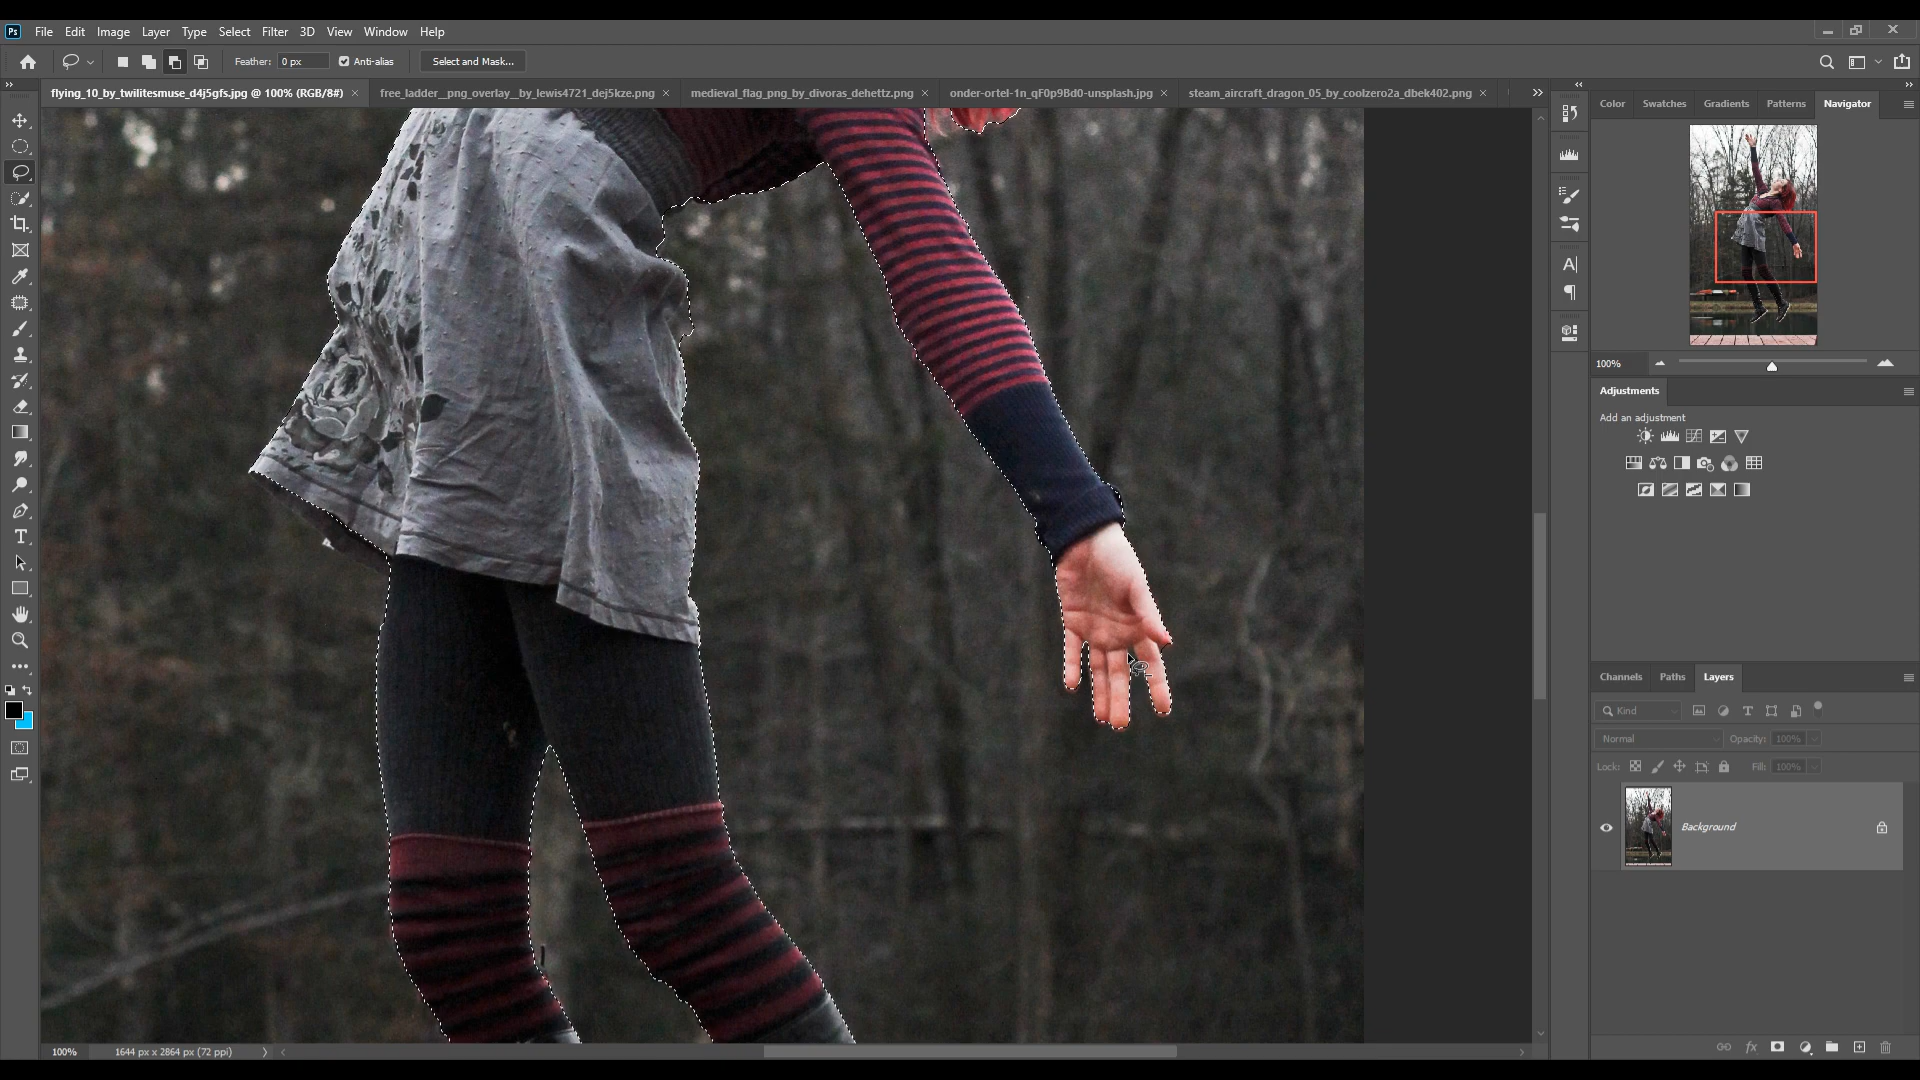 Ps File Edit Image Layer Type Select Filter 3D View Window Help
Feather: 0 px Anti-alias Select and Mask...
flying_10_by_twilitesmuse_d4j5gfs.jpg @ 100% (RGB/8#) free_ladder__png_overlay__by_lewis4721_dej5kze.png medieval_flag_png_by_divoras_dehettz.png onder-ortel-1n_qF0p9Bd0-unsplash.jpg steam_aircraft_dragon_05_by_coolzero2a_dbek402.png
Color Swatches Gradients Patterns Navigator
100%
Adjustments
Add an adjustment
Channels Paths Layers
Kind
Normal Opacity: 100%
Lock: Fill: 100%
Background
100% 1644 px x 2864 px (72 ppi)